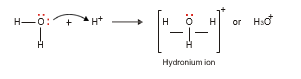 H—O: + H⁺ ⟶ [H—O—H]⁺ or H₃O⁺
H H
Hydronium ion